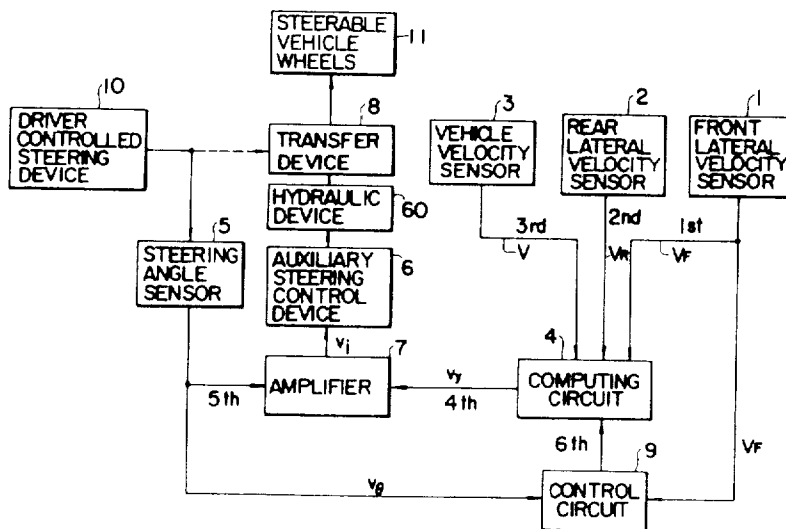 STEERABLE
VEHICLE
WHEELS
11
10
DRIVER
CONTROLLED
STEERING
DEVICE
8
TRANSFER
DEVICE
3
VEHICLE
VELOCITY
SENSOR
2
REAR
LATERAL
VELOCITY
SENSOR
1
FRONT
LATERAL
VELOCITY
SENSOR
HYDRAULIC
DEVICE
60
5
STEERING
ANGLE
SENSOR
AUXILIARY
STEERING
CONTROL
DEVICE
6
3rd
V
2nd
VR
1st
VF
vi
7
AMPLIFIER
5th
vy
4th
4
COMPUTING
CIRCUIT
6th
VF
vθ
9
CONTROL
CIRCUIT